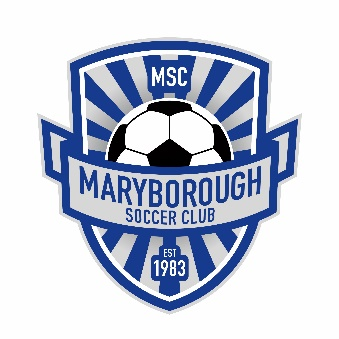 MSC
MARYBOROUGH
SOCCER CLUB
EST
1983